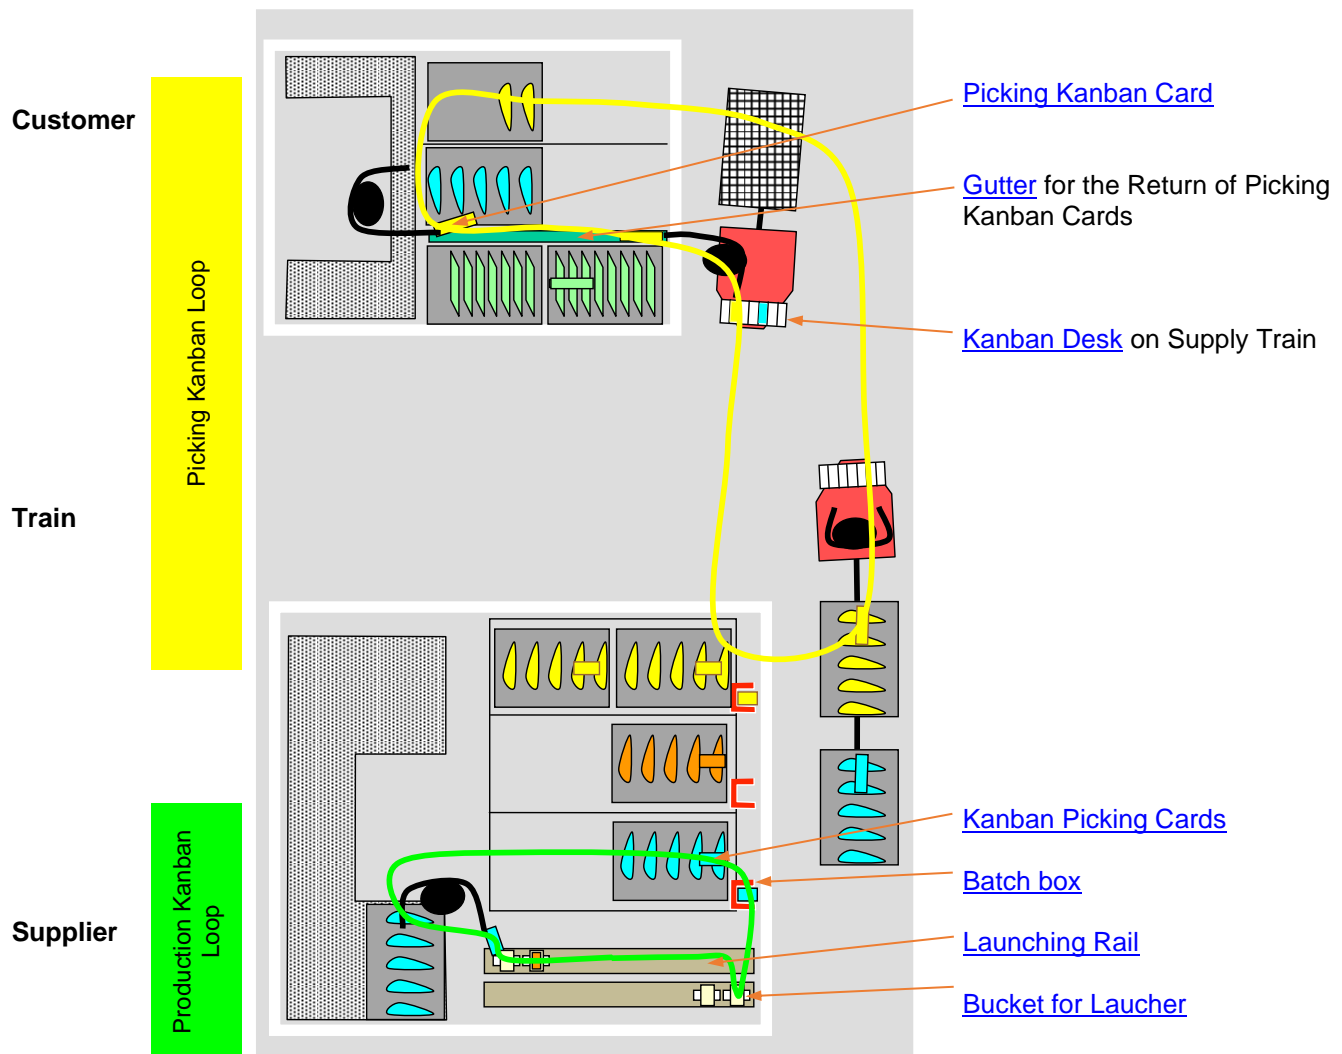 Customer
Train
Supplier
Picking Kanban Loop
Production Kanban
Loop
Picking Kanban Card
Gutter for the Return of Picking
Kanban Cards
Kanban Desk on Supply Train
Kanban Picking Cards
Batch box
Launching Rail
Bucket for Laucher